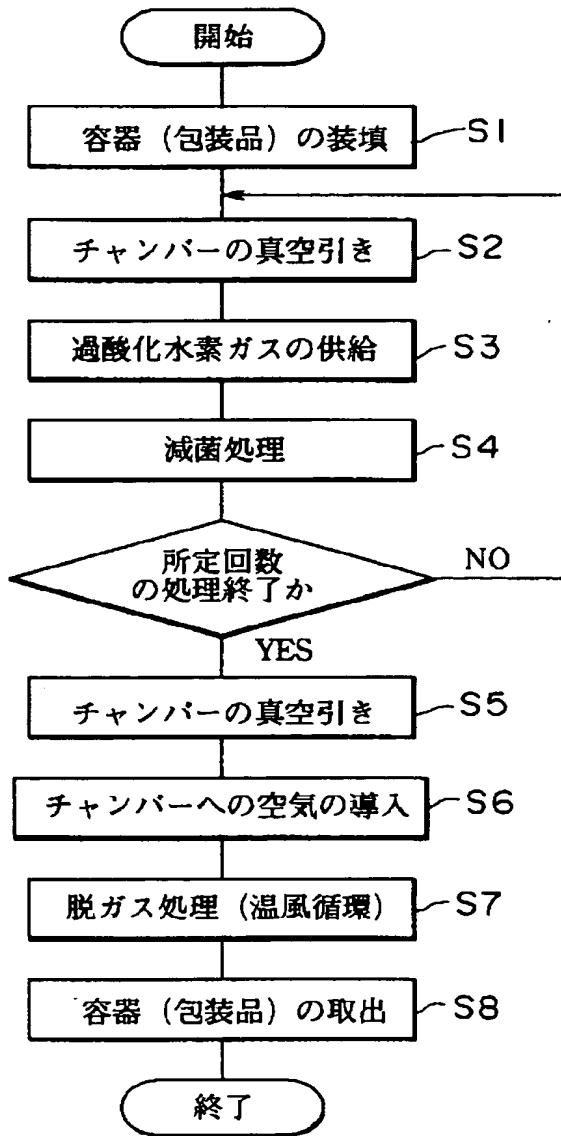 開始
容器（包装品）の装填 S1
チャンバーの真空引き S2
過酸化水素ガスの供給 S3
滅菌処理 S4
所定回数
の処理終了か
NO
YES
チャンバーの真空引き S5
チャンバーへの空気の導入 S6
脱ガス処理（温風循環） S7
容器（包装品）の取出 S8
終了